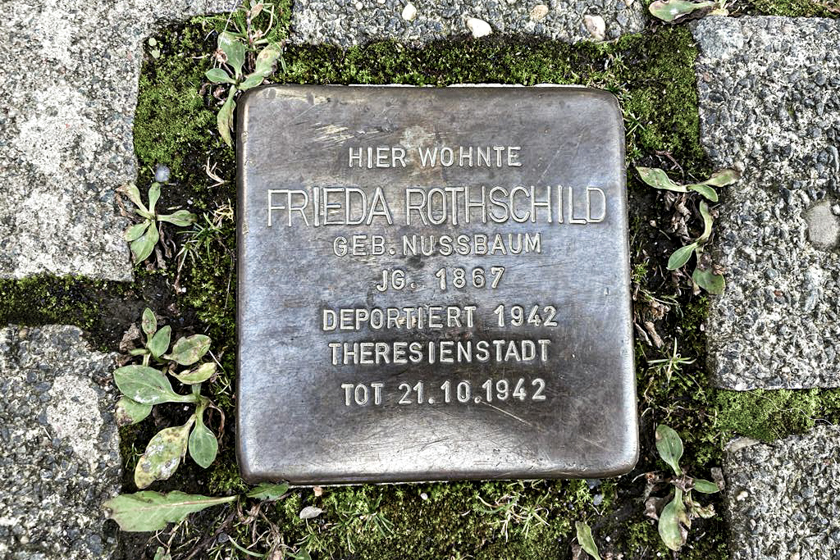 HIER WOHNTE
FRIEDA ROTHSCHILD
GEB. NUSSBAUM
JG. 1867
DEPORTIERT 1942
THERESIENSTADT
TOT 21.10.1942